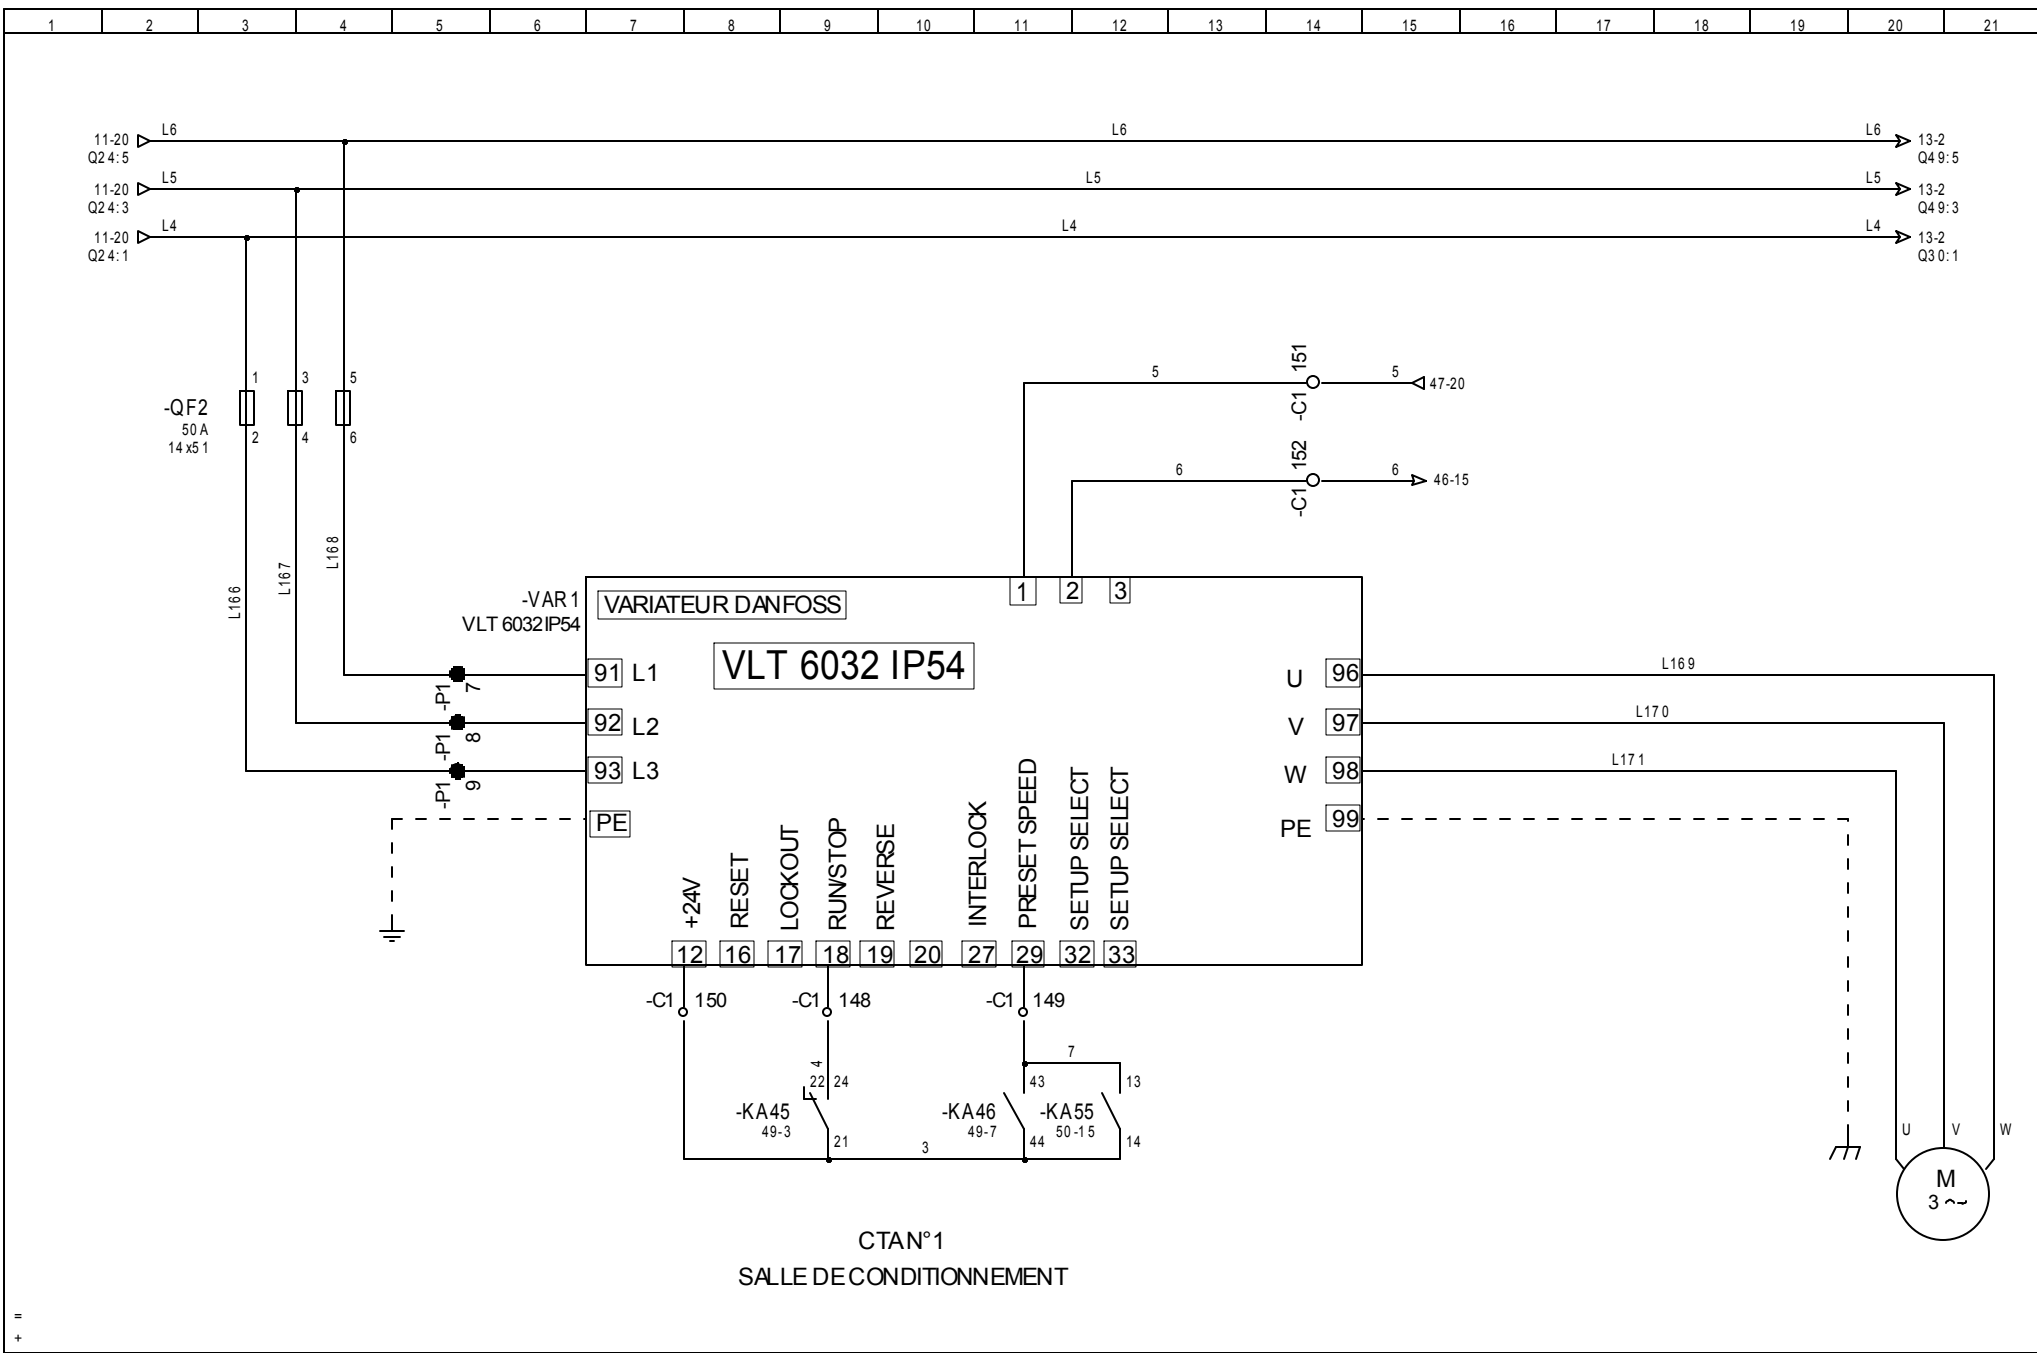 1 2 3 4 5 6 7 8 9 10 11 12 13 14 15 16 17 18 19 20 21
L6 L6 L6
11-20 13-2
Q24:5 Q49:5
L5 L5 L5
11-20 13-2
Q24:3 Q49:3
L4 L4 L4
11-20 13-2
Q24:1 Q30:1
1 3 5
-QF2
50A
14x51
2 4 6
5 -C1 151 5 47-20
6 -C1 152 6 46-15
L166 L167 L168
-VAR1
VLT 6032IP54
VARIATEUR DANFOSS
1 2 3
VLT 6032 IP54
-P1 7 91 L1
-P1 8 92 L2
-P1 9 93 L3
PE
U 96 L169
V 97 L170
W 98 L171
PE 99
+24V RESET LOCKOUT RUN/STOP REVERSE INTERLOCK PRESET SPEED SETUP SELECT SETUP SELECT
12 16 17 18 19 20 27 29 32 33
-C1 150 -C1 148 -C1 149
4 7
22 24 43 13
-KA45 -KA46 -KA55
49-3 49-7 50-15
21 44 14
3
U V W
M
3 ~
CTAN°1
SALLE DE CONDITIONNEMENT
=
+